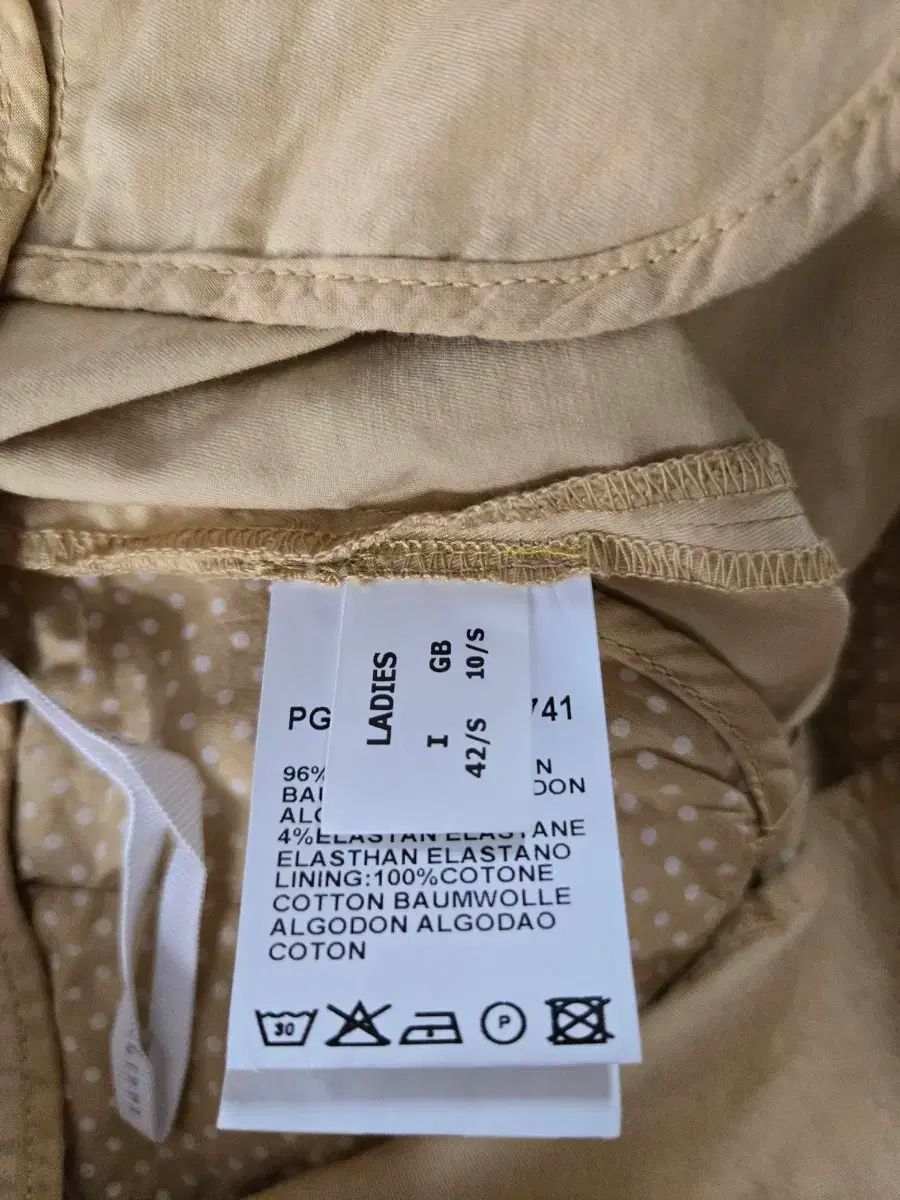 LADIES
I GB
42/S 10/S
PG 741
96% N
BAU DON
ALG
4%ELASTAN ELASTANE
ELASTHAN ELASTANO
LINING:100%COTONE
COTTON BAUMWOLLE
ALGODON ALGODAO
COTON
30
P